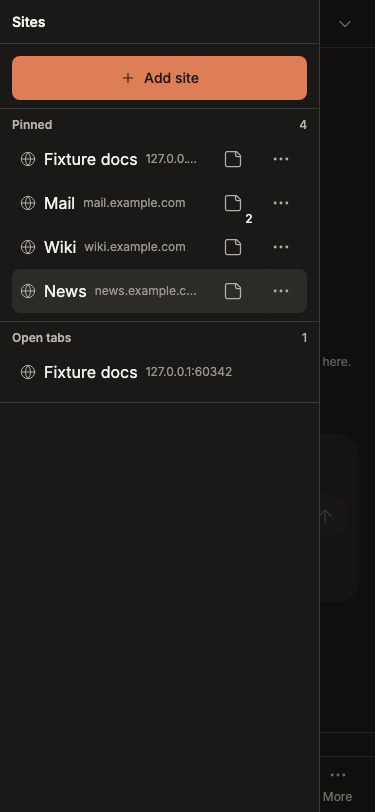 Sites
Add site
Pinned 4
Fixture docs 127.0.0....
Mail mail.example.com
2
Wiki wiki.example.com
News news.example.c...
Open tabs 1
here.
Fixture docs 127.0.0.1:60342
More